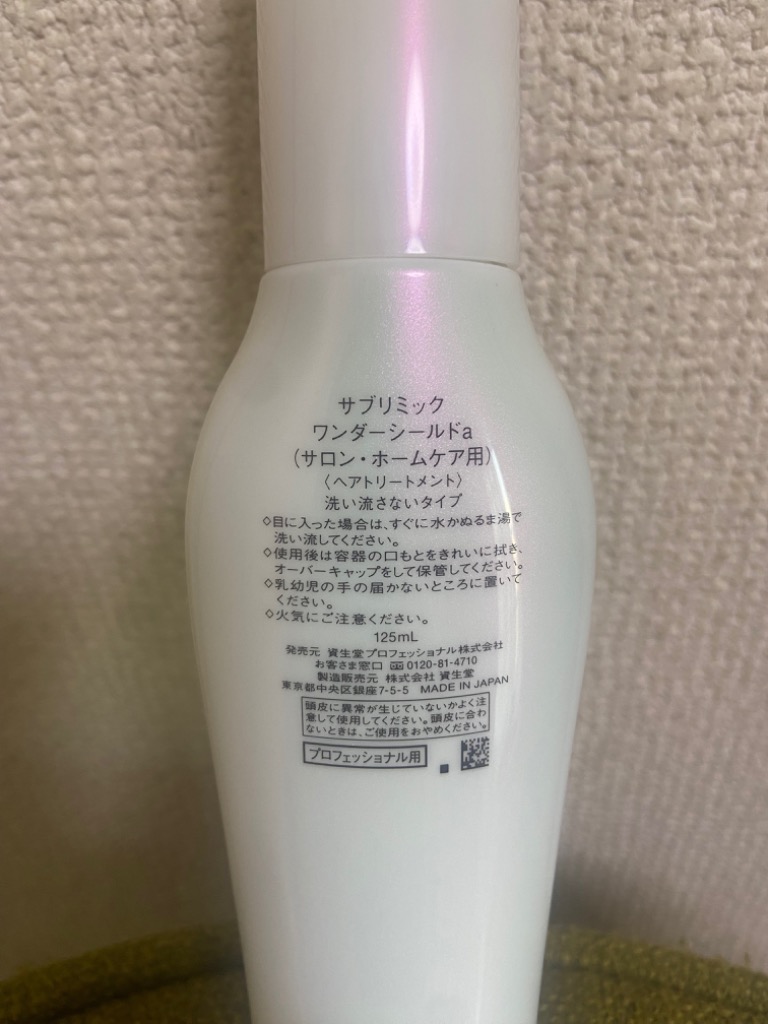 サブリミック
ワンダーシールドa
(サロン・ホームケア用)
〈ヘアトリートメント〉
洗い流さないタイプ
◇目に入った場合は、すぐに水かぬるま湯で
洗い流してください。
◇使用後は容器の口もとをきれいに拭き、
オーバーキャップをして保管してください。
◇乳幼児の手の届かないところに置いて
ください。
◇火気にご注意ください。
125mL
発売元 資生堂プロフェッショナル株式会社
お客さま窓口 0120-81-4710
製造販売元 株式会社 資生堂
東京都中央区銀座7-5-5 MADE IN JAPAN
頭皮に異常が生じていないかよく注
意して使用してください。頭皮に合わ
ないときは、ご使用をおやめください。
プロフェッショナル用